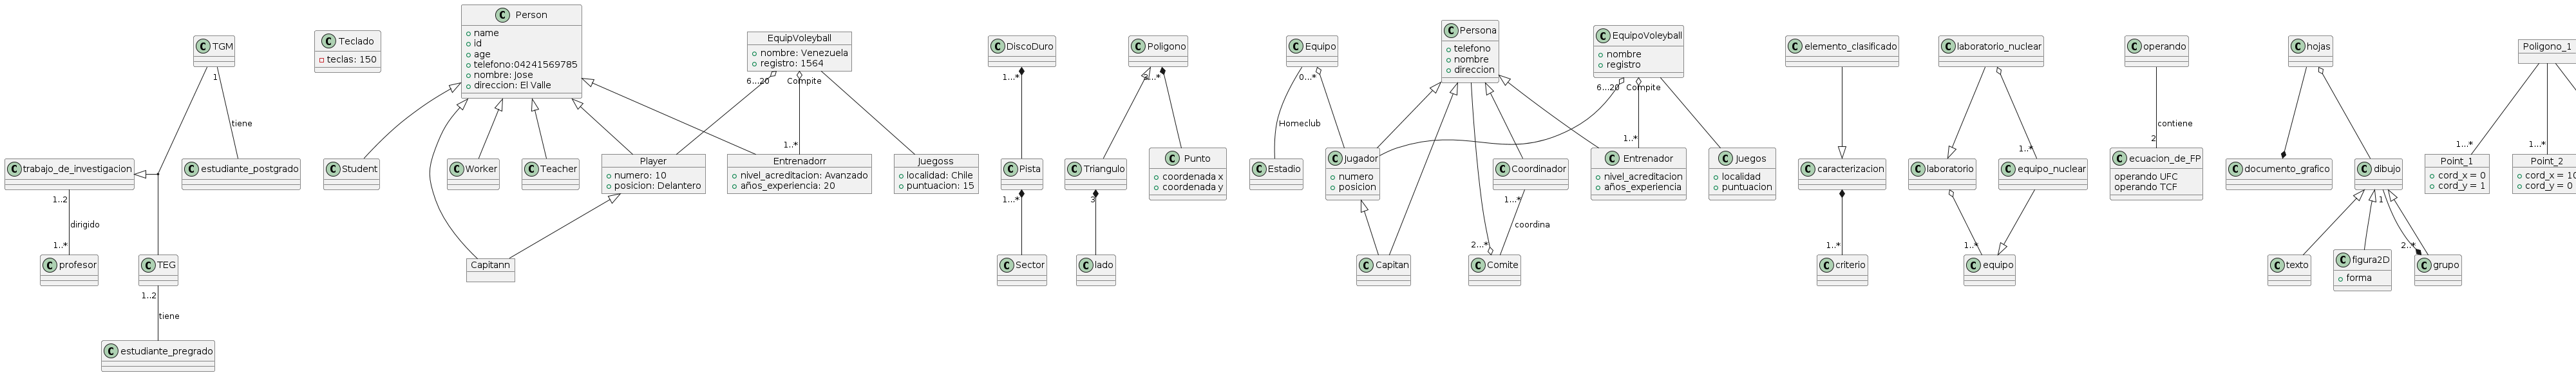 TGM
1
tiene
trabajo_de_investigacion
1..2
dirigido
1..*
profesor
TEG
1..2
tiene
estudiante_pregrado
estudiante_postgrado
Teclado
teclas: 150
Person
name
id
age
telefono:04241569785
nombre: Jose
direccion: El Valle
Student
Worker
Teacher
EquipVoleyball
nombre: Venezuela
registro: 1564
6...20
Compite
1..*
Player
numero: 10
posicion: Delantero
Entrenadorr
nivel_acreditacion: Avanzado
años_experiencia: 20
Juegoss
localidad: Chile
puntuacion: 15
Capitann
DiscoDuro
1...*
Pista
1...*
Sector
Poligono
3...*
Triangulo
3
lado
Punto
coordenada x
coordenada y
Equipo
0...*
Homeclub
Estadio
Persona
telefono
nombre
direccion
Jugador
numero
posicion
Capitan
Coordinador
1...*
coordina
2...*
Comite
EquipoVoleyball
nombre
registro
6...20
Compite
1..*
Entrenador
nivel_acreditacion
años_experiencia
Juegos
localidad
puntuacion
elemento_clasificado
caracterizacion
1..*
criterio
laboratorio_nuclear
1..*
laboratorio
equipo_nuclear
1..*
equipo
operando
contiene
2
ecuacion_de_FP
operando UFC
operando TCF
hojas
documento_grafico
dibujo
1
2..*
texto
figura2D
forma
grupo
Poligono_1
1...*
1...*
Point_1
cord_x = 0
cord_y = 1
Point_2
cord_x = 10
cord_y = 0